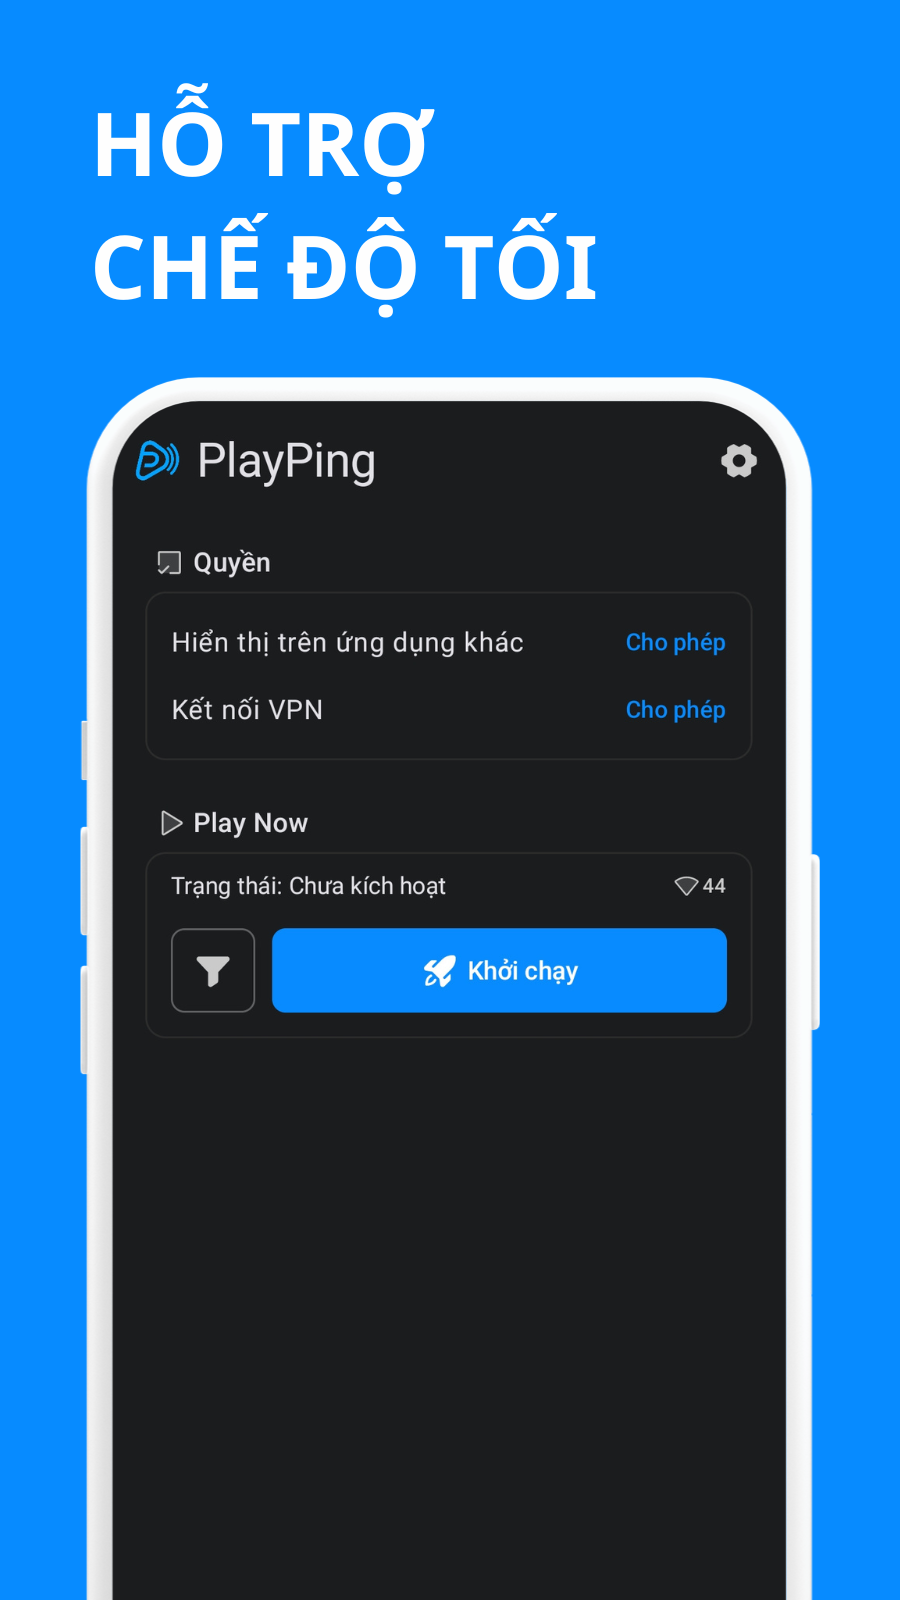 HỖ TRỢ
CHẾ ĐỘ TỐI
PlayPing
Quyền
Hiển thị trên ứng dụng khác Cho phép
Kết nối VPN Cho phép
Play Now
Trạng thái: Chưa kích hoạt 44
Khởi chạy